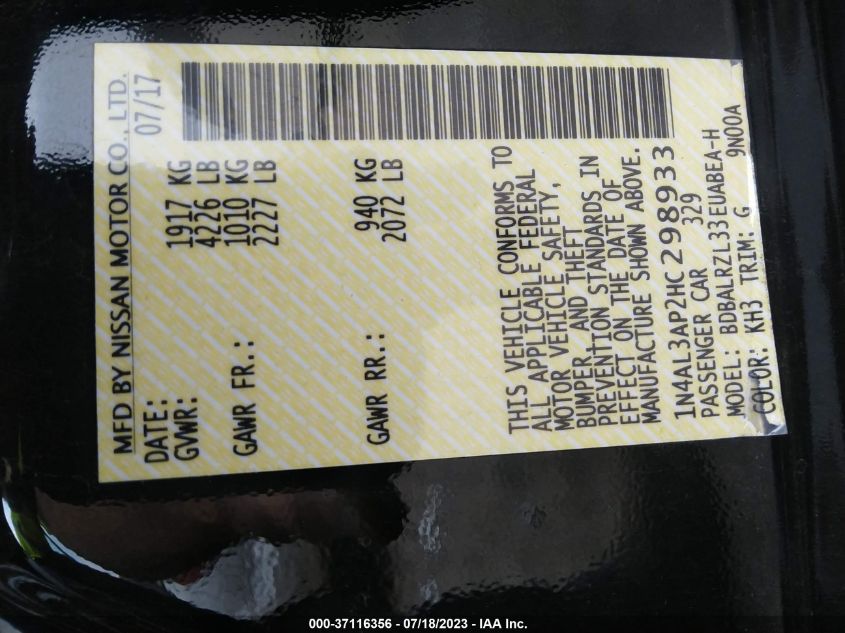 MFD BY NISSAN MOTOR CO., LTD.
DATE: 07/17
GVWR: 1917 KG
4226 LB
GAWR FR.: 1010 KG
2227 LB
GAWR RR.: 940 KG
2072 LB
THIS VEHICLE CONFORMS TO
ALL APPLICABLE FEDERAL
MOTOR VEHICLE SAFETY,
BUMPER, AND THEFT
PREVENTION STANDARDS IN
EFFECT ON THE DATE OF
MANUFACTURE SHOWN ABOVE.
1N4AL3AP2HC298933
PASSENGER CAR 329
MODEL: BDBALRZL33EUABEA-H
COLOR: KH3 TRIM: G 9N00A
000-37116356 - 07/18/2023 - IAA Inc.